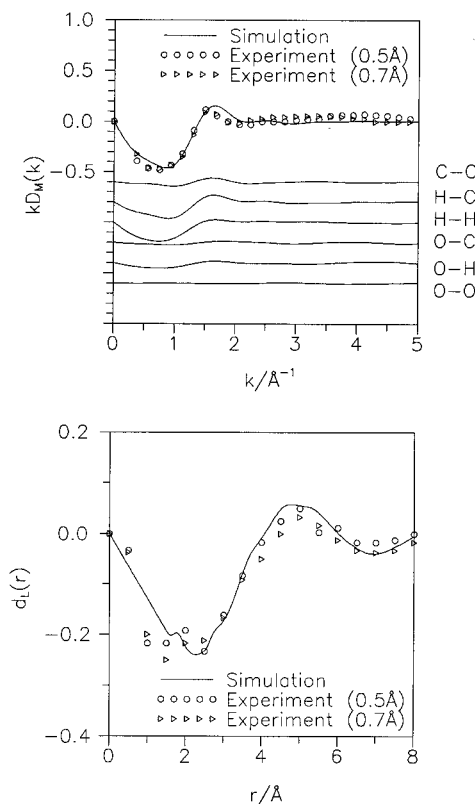 1.0
Simulation
Experiment (0.5Å)
Experiment (0.7Å)
0.5
0.0
-0.5
kD_M(k)
C-C
H-C
H-H
O-C
O-H
O-O
0 1 2 3 4 5
k/Å⁻¹
0.2
0.0
-0.2
-0.4
d_L(r)
Simulation
Experiment (0.5Å)
Experiment (0.7Å)
0 2 4 6 8
r/Å